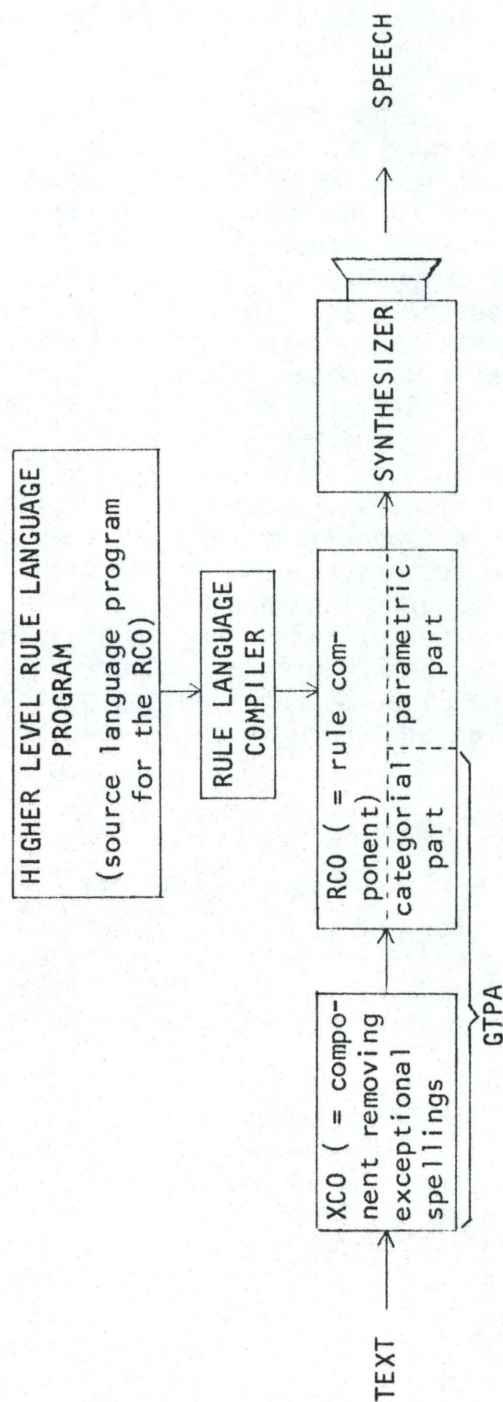 HIGHER LEVEL RULE LANGUAGE
PROGRAM
(source language program
for the RCO)
RULE LANGUAGE
COMPILER
TEXT
XCO ( = compo-
nent removing
exceptional
spellings
RCO ( = rule com-
ponent)
categorial
part
parametric
part
SYNTHESIZER
SPEECH
GTPA